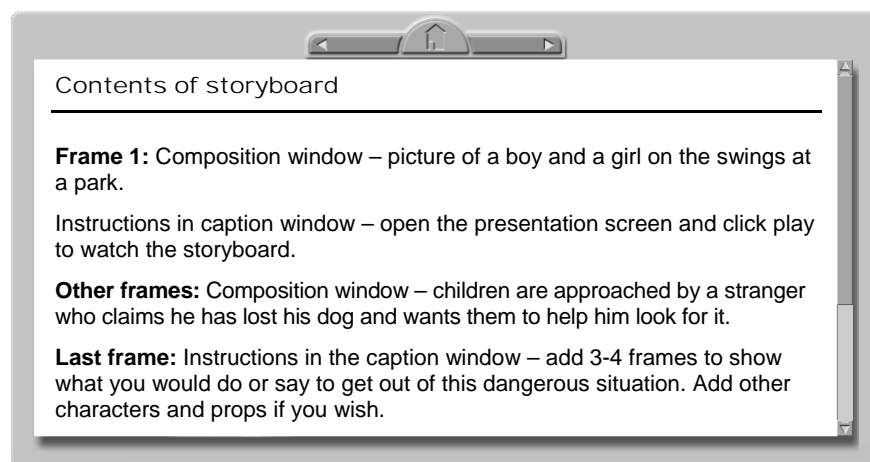 Contents of storyboard
Frame 1: Composition window – picture of a boy and a girl on the swings at
a park.
Instructions in caption window – open the presentation screen and click play
to watch the storyboard.
Other frames: Composition window – children are approached by a stranger
who claims he has lost his dog and wants them to help him look for it.
Last frame: Instructions in the caption window – add 3-4 frames to show
what you would do or say to get out of this dangerous situation. Add other
characters and props if you wish.